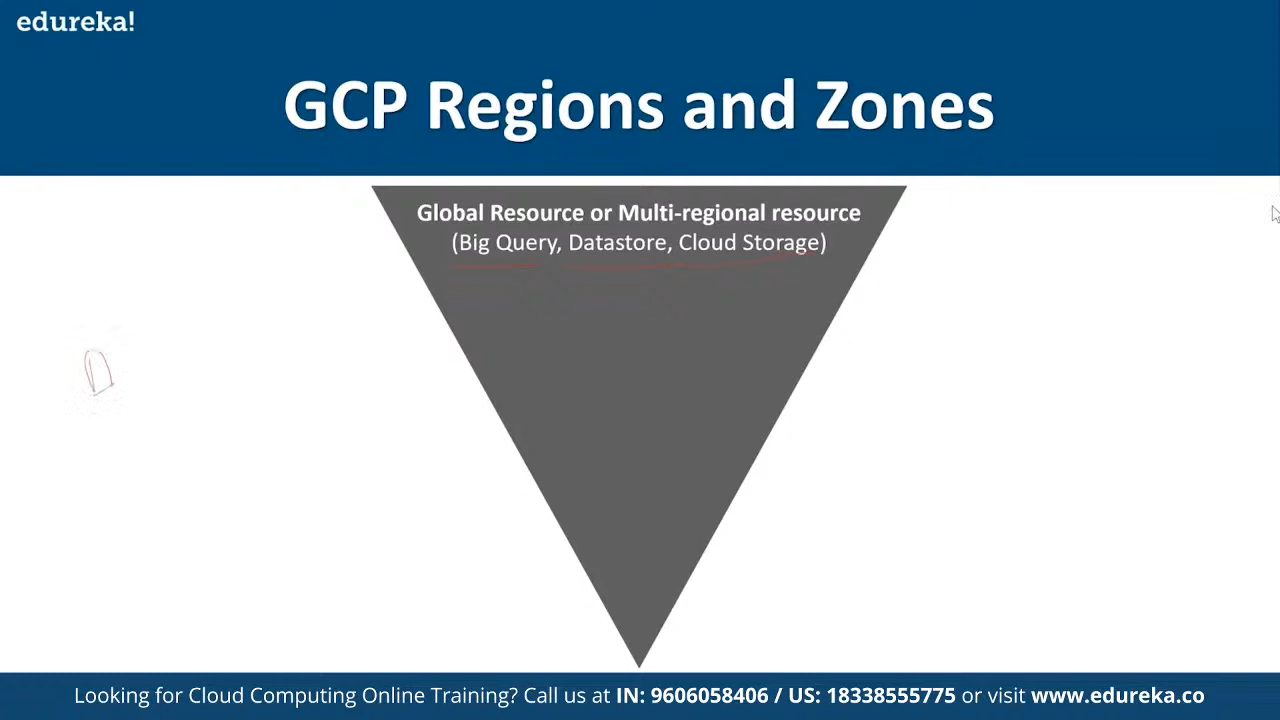 edureka!
GCP Regions and Zones
Global Resource or Multi-regional resource
(Big Query, Datastore, Cloud Storage)
Looking for Cloud Computing Online Training? Call us at IN: 9606058406 / US: 18338555775 or visit www.edureka.co